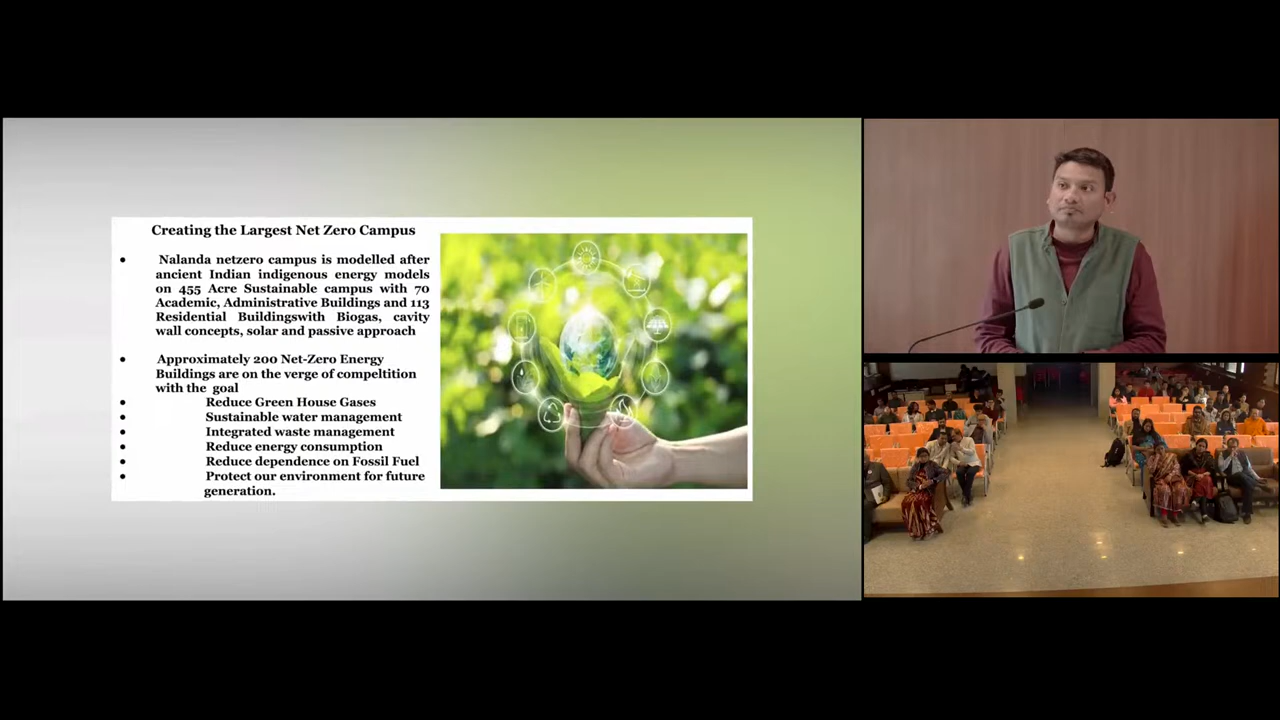 Creating the Largest Net Zero Campus
• Nalanda netzero campus is modelled after
ancient Indian indigenous energy models
on 455 Acre Sustainable campus with 70
Academic, Administrative Buildings and 113
Residential Buildingswith Biogas, cavity
wall concepts, solar and passive approach
• Approximately 200 Net-Zero Energy
Buildings are on the verge of compeltition
with the goal
• Reduce Green House Gases
• Sustainable water management
• Integrated waste management
• Reduce energy consumption
• Reduce dependence on Fossil Fuel
• Protect our environment for future
generation.